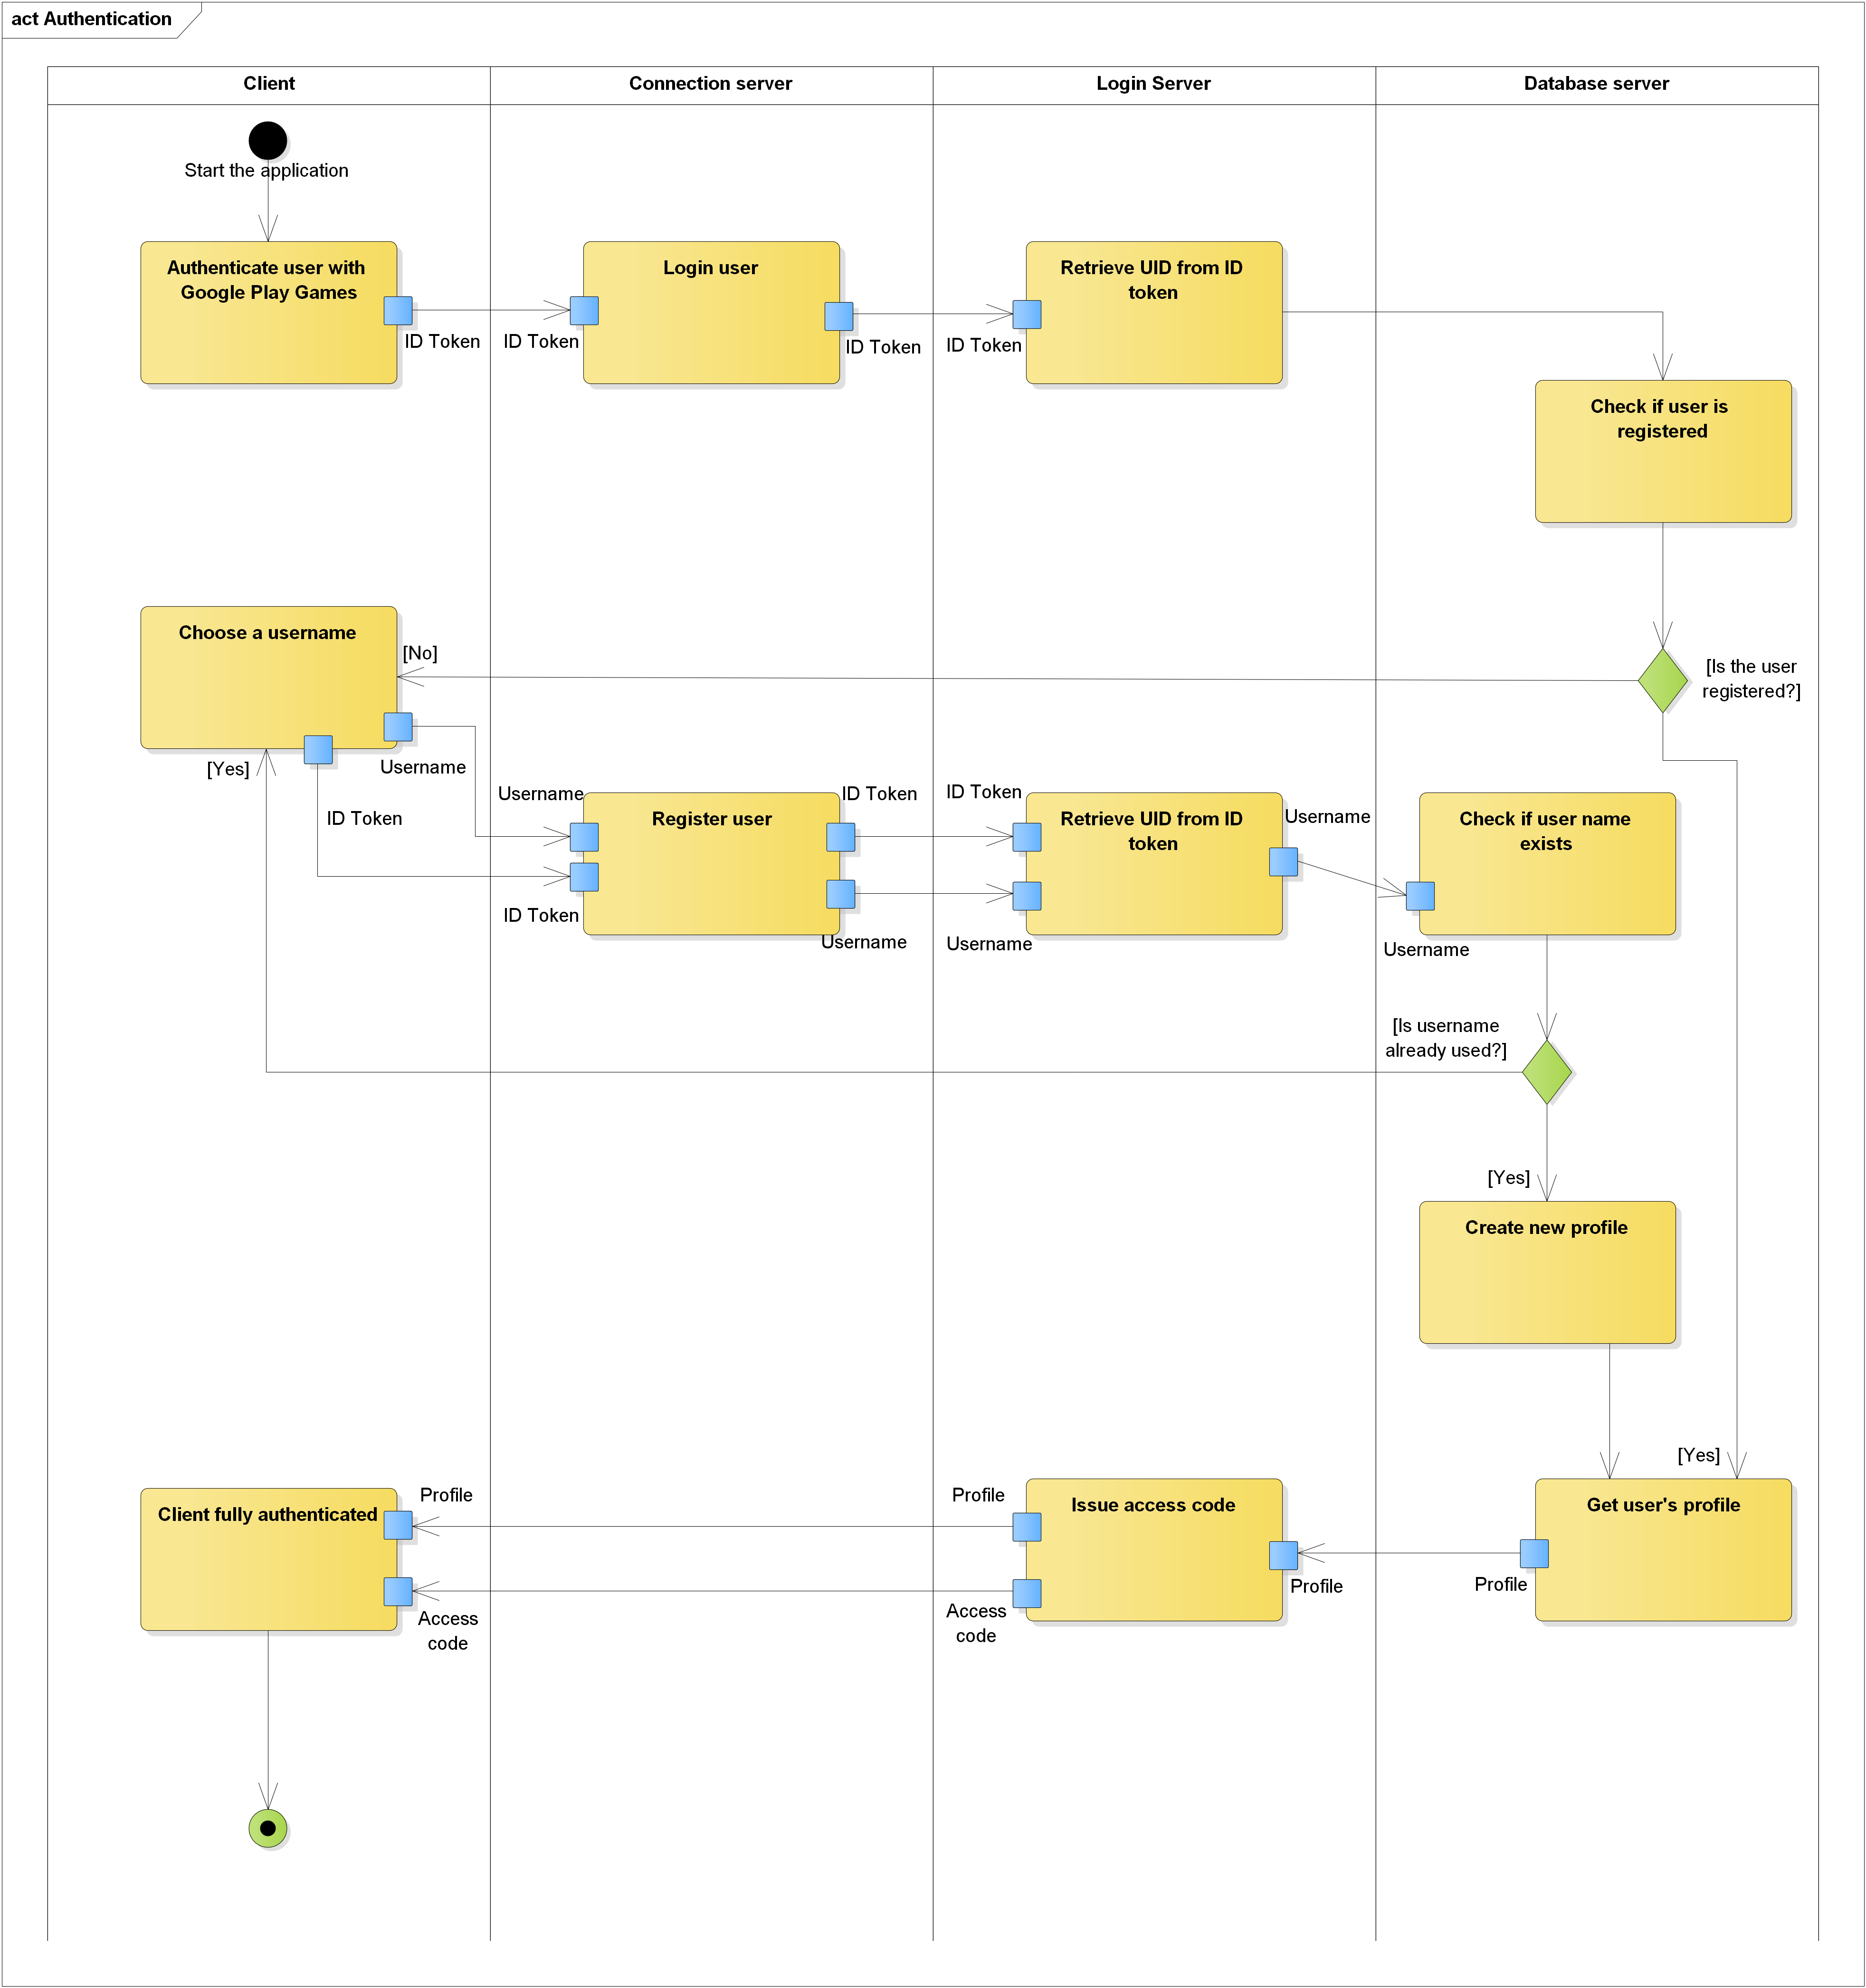 act Authentication
Client
Connection server
Login Server
Database server
Start the application
Authenticate user with
Google Play Games
Login user
Retrieve UID from ID
token
ID Token
ID Token
ID Token
ID Token
Check if user is
registered
Choose a username
[No]
[Is the user
registered?]
[Yes]
Username
ID Token
Username
Register user
ID Token
ID Token
Retrieve UID from ID
token
Username
Check if user name
exists
ID Token
Username
Username
Username
[Is username
already used?]
[Yes]
Create new profile
[Yes]
Client fully authenticated
Profile
Profile
Issue access code
Get user's profile
Profile
Profile
Access
code
Access
code